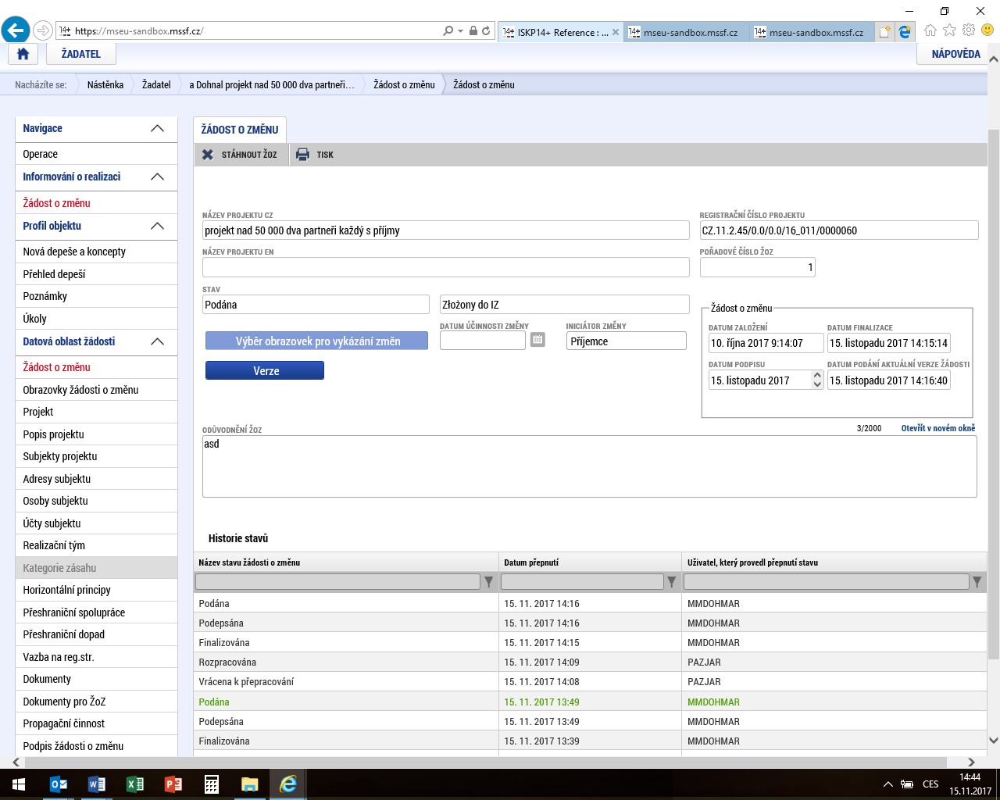 https://mseu-sandbox.mssf.cz/
ISKP14+ Reference : ...
mseu-sandbox.mssf.cz
mseu-sandbox.mssf.cz
ŽADATEL
NÁPOVĚDA
Nacházíte se: Nástěnka Žadatel a Dohnal projekt nad 50 000 dva partneři... Žádost o změnu Žádost o změnu
Navigace
Operace
Informování o realizaci
Žádost o změnu
Profil objektu
Nová depeše a koncepty
Přehled depeší
Poznámky
Úkoly
Datová oblast žádosti
Žádost o změnu
Obrazovky žádosti o změnu
Projekt
Popis projektu
Subjekty projektu
Adresy subjektu
Osoby subjektu
Účty subjektu
Realizační tým
Kategorie zásahu
Horizontální principy
Přeshraniční spolupráce
Přeshraniční dopad
Vazba na reg.str.
Dokumenty
Dokumenty pro ŽoZ
Propagační činnost
Podpis žádosti o změnu
ŽÁDOST O ZMĚNU
STÁHNOUT ŽOZ TISK
NÁZEV PROJEKTU CZ
projekt nad 50 000 dva partneři každý s příjmy
REGISTRAČNÍ ČÍSLO PROJEKTU
CZ.11.2.45/0.0/0.0/16_011/0000060
NÁZEV PROJEKTU EN
POŘADOVÉ ČÍSLO ŽOZ
1
STAV
Podána
Złożony do IZ
Výběr obrazovek pro vykázání změn
DATUM ÚČINNOSTI ZMĚNY
INICIÁTOR ZMĚNY
Příjemce
Verze
Žádost o změnu
DATUM ZALOŽENÍ
10. října 2017 9:14:07
DATUM FINALIZACE
15. listopadu 2017 14:15:14
DATUM PODPISU
15. listopadu 2017
DATUM PODÁNÍ AKTUÁLNÍ VERZE ŽÁDOSTI
15. listopadu 2017 14:16:40
ODŮVODNĚNÍ ŽOZ
3/2000 Otevřít v novém okně
asd
Historie stavů
Název stavu žádosti o změnu Datum přepnutí Uživatel, který provedl přepnutí stavu
Podána 15. 11. 2017 14:16 MMDOHMAR
Podepsána 15. 11. 2017 14:16 MMDOHMAR
Finalizována 15. 11. 2017 14:15 MMDOHMAR
Rozpracována 15. 11. 2017 14:09 PAZJAR
Vrácena k přepracování 15. 11. 2017 14:08 PAZJAR
Podána 15. 11. 2017 13:49 MMDOHMAR
Podepsána 15. 11. 2017 13:49 MMDOHMAR
Finalizována 15. 11. 2017 13:39 MMDOHMAR
CES
14:44
15.11.2017